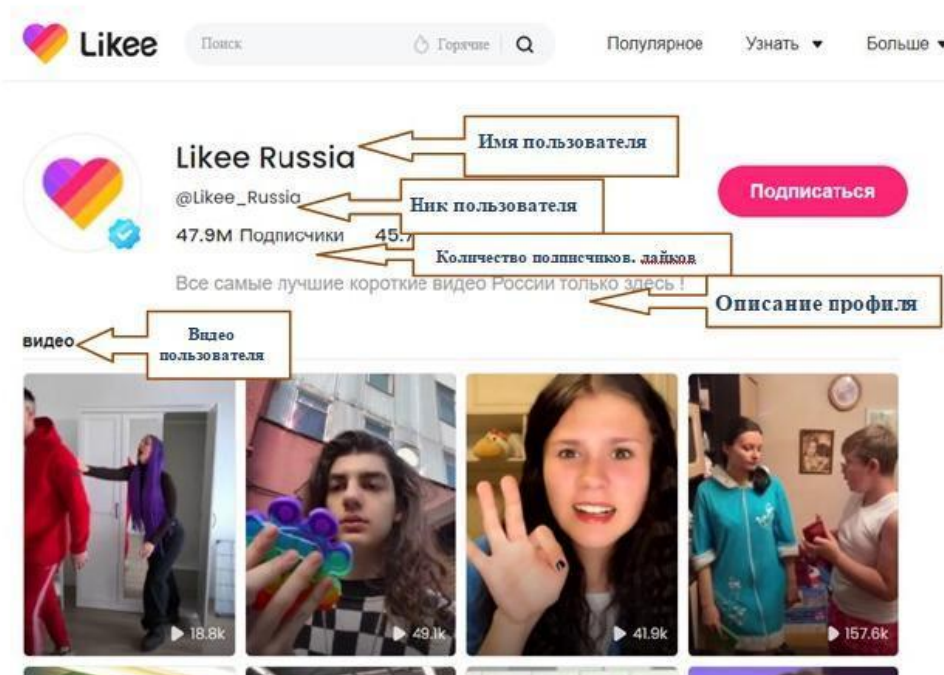 Likee
Поиск
Горячие
Популярное
Узнать
Больше
Имя пользователя
Likee Russia
@Likee_Russia
Ник пользователя
Подписаться
47.9M Подписчики 45.7
Количество подписчиков. лайков
Все самые лучшие короткие видео России только здесь !
Описание профиля
видео
Видео
пользователя
18.8k
49.1k
41.9k
157.6k